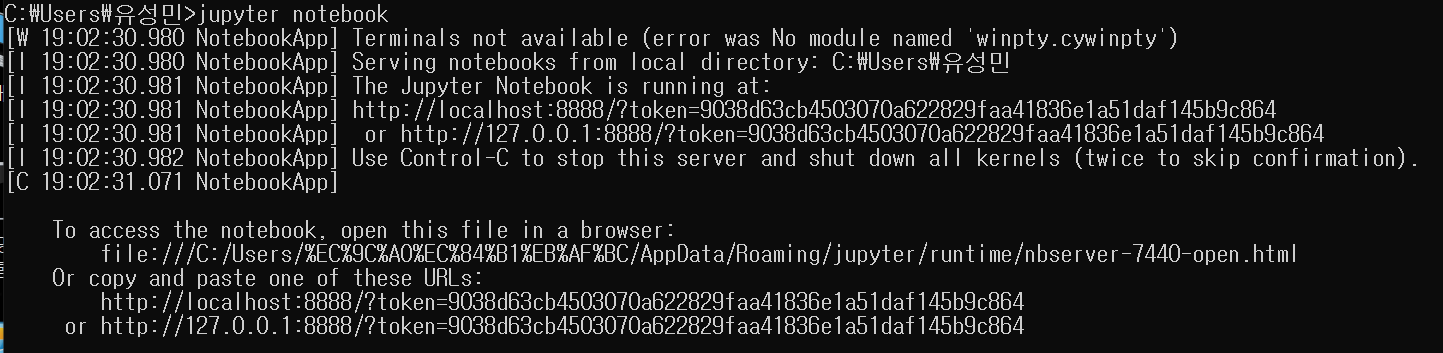 C:₩Users₩유성민>jupyter notebook
[W 19:02:30.980 NotebookApp] Terminals not available (error was No module named 'winpty.cywinpty')
[I 19:02:30.980 NotebookApp] Serving notebooks from local directory: C:₩Users₩유성민
[I 19:02:30.981 NotebookApp] The Jupyter Notebook is running at:
[I 19:02:30.981 NotebookApp] http://localhost:8888/?token=9038d63cb4503070a622829faa41836e1a51daf145b9c864
[I 19:02:30.981 NotebookApp]  or http://127.0.0.1:8888/?token=9038d63cb4503070a622829faa41836e1a51daf145b9c864
[I 19:02:30.982 NotebookApp] Use Control-C to stop this server and shut down all kernels (twice to skip confirmation).
[C 19:02:31.071 NotebookApp]
To access the notebook, open this file in a browser:
file:///C:/Users/%EC%9C%A0%EC%84%B1%EB%AF%BC/AppData/Roaming/jupyter/runtime/nbserver-7440-open.html
Or copy and paste one of these URLs:
http://localhost:8888/?token=9038d63cb4503070a622829faa41836e1a51daf145b9c864
or http://127.0.0.1:8888/?token=9038d63cb4503070a622829faa41836e1a51daf145b9c864